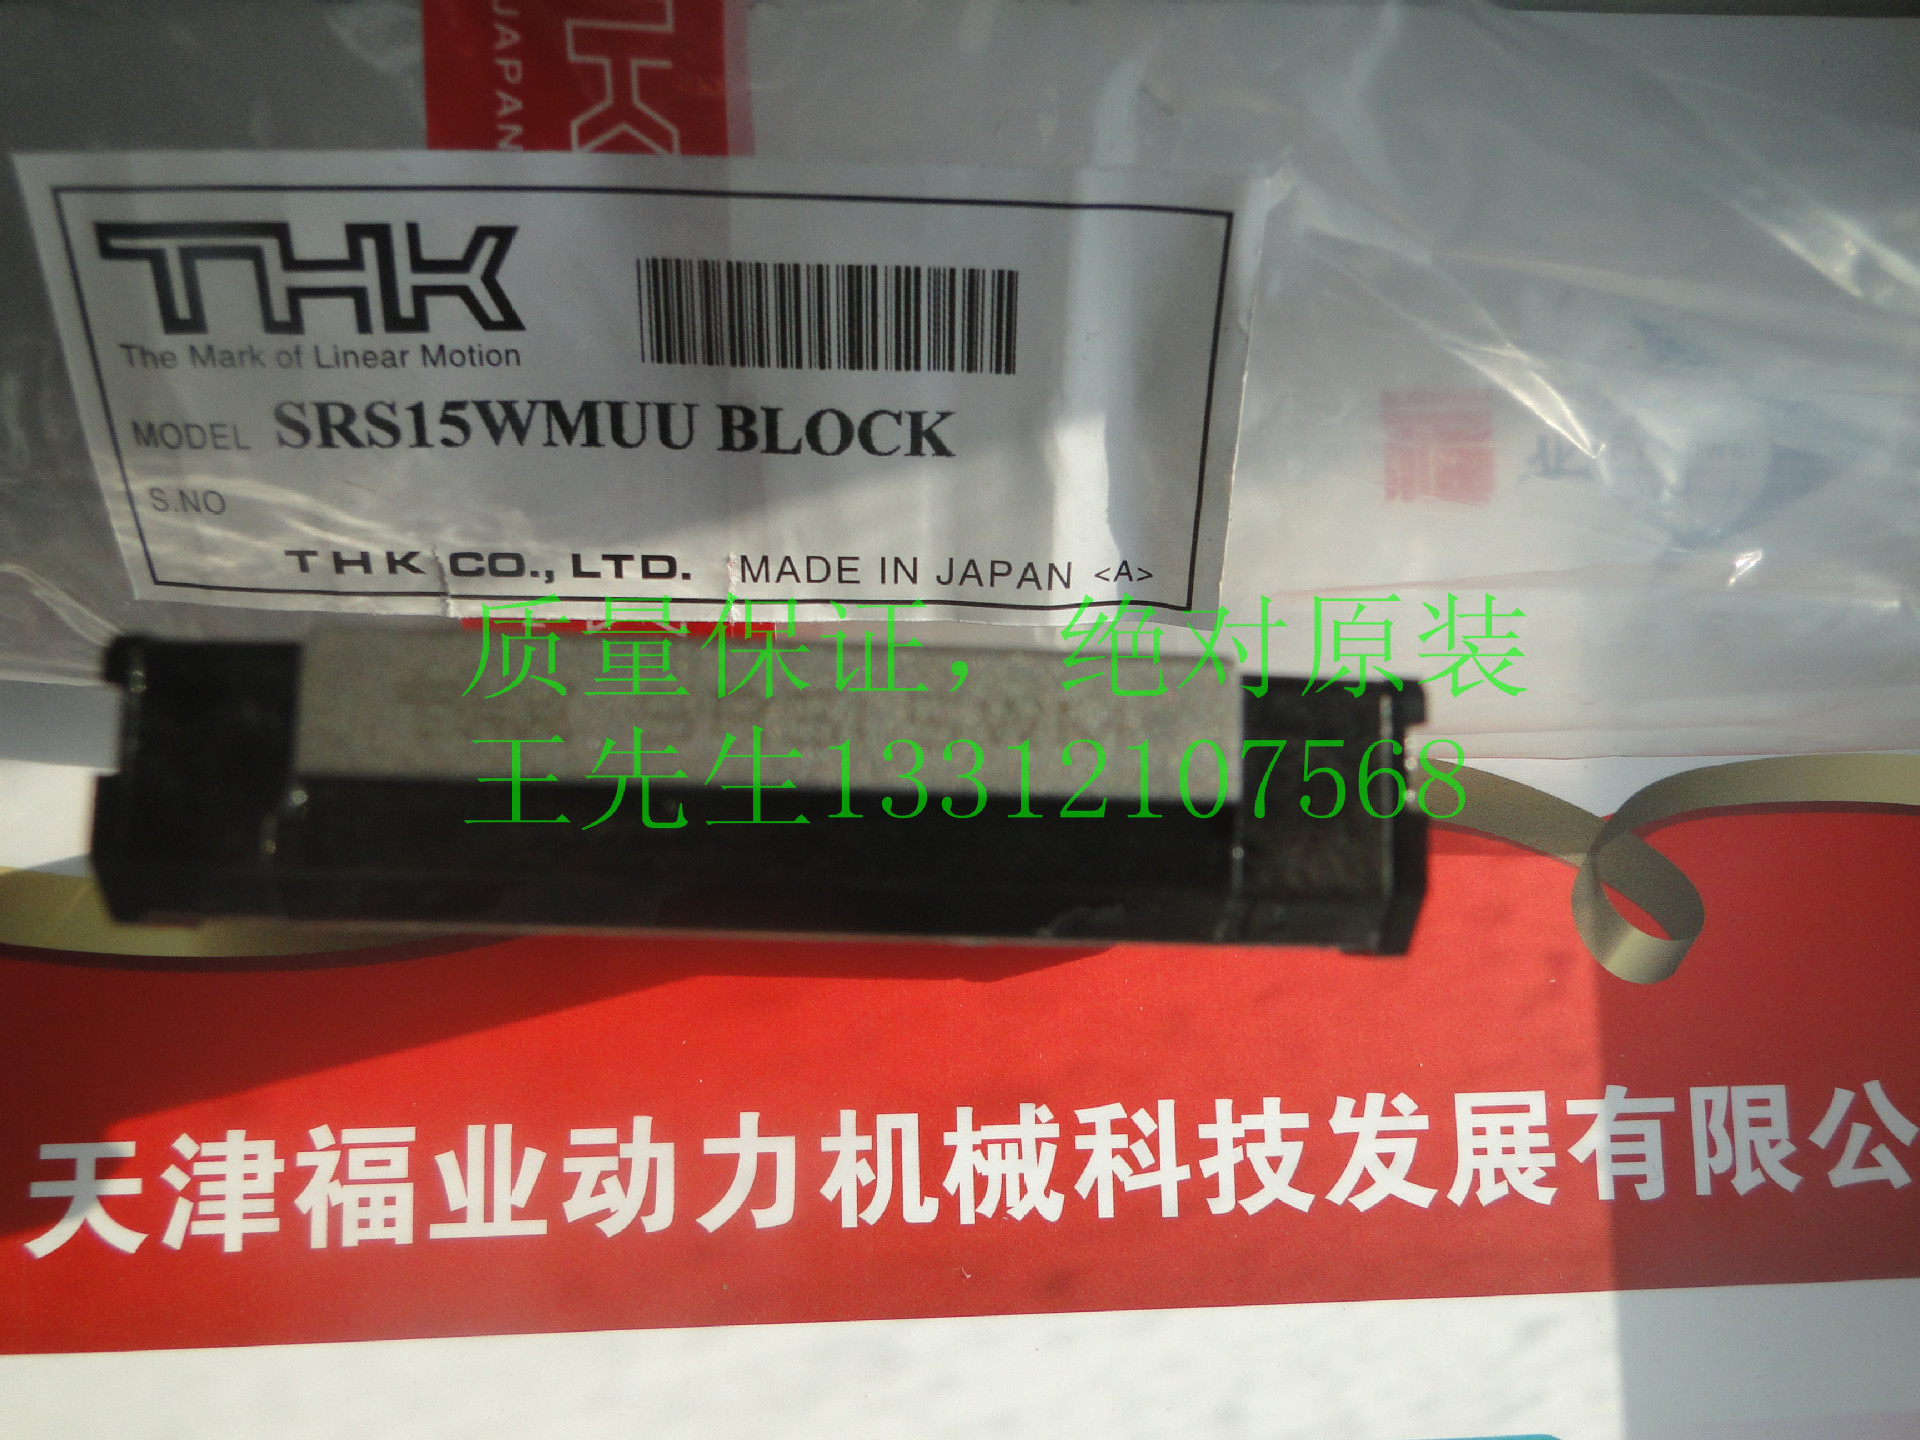 THK
JAPAN
THK
The Mark of Linear Motion
MODEL SRS15WMUU BLOCK
S.NO
THK CO., LTD. MADE IN JAPAN <A>
质量保证，绝对原装
王先生13312107568
天津福业动力机械科技发展有限公